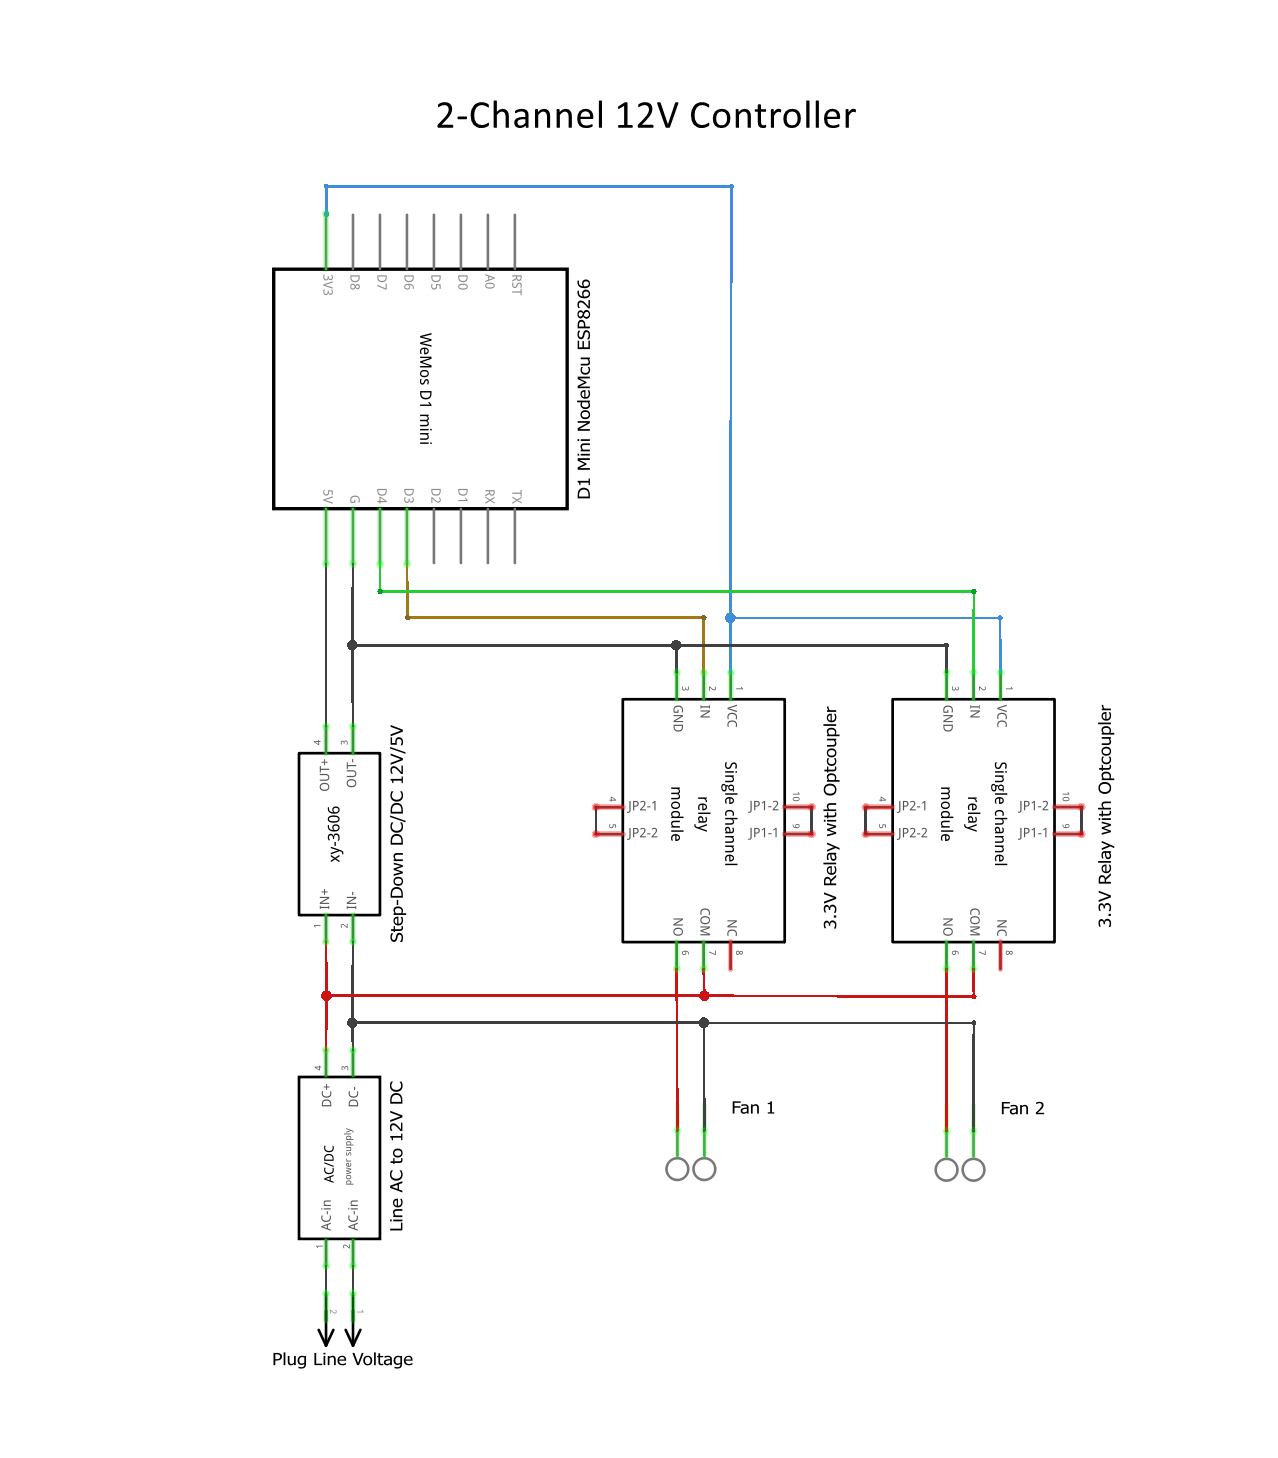 2-Channel 12V Controller
3V3
D8
D7
D6
D5
D0
A0
RST
WeMos D1 mini
D1 Mini NodeMcu ESP8266
5V
G
D4
D3
D2
D1
RX
TX
4
3
OUT+
OUT-
xy-3606
Step-Down DC/DC 12V/5V
IN+
IN-
1
2
3
2
1
GND
IN
VCC
Single channel
relay
module
4
JP2-1
5
JP2-2
10
JP1-2
9
JP1-1
3.3V Relay with Optcoupler
NO
COM
NC
6
7
8
3
2
1
GND
IN
VCC
Single channel
relay
module
4
JP2-1
5
JP2-2
10
JP1-2
9
JP1-1
3.3V Relay with Optcoupler
NO
COM
NC
6
7
8
4
3
DC+
DC-
AC/DC
power supply
Line AC to 12V DC
AC-in
AC-in
1
2
2
1
Plug Line Voltage
Fan 1
Fan 2